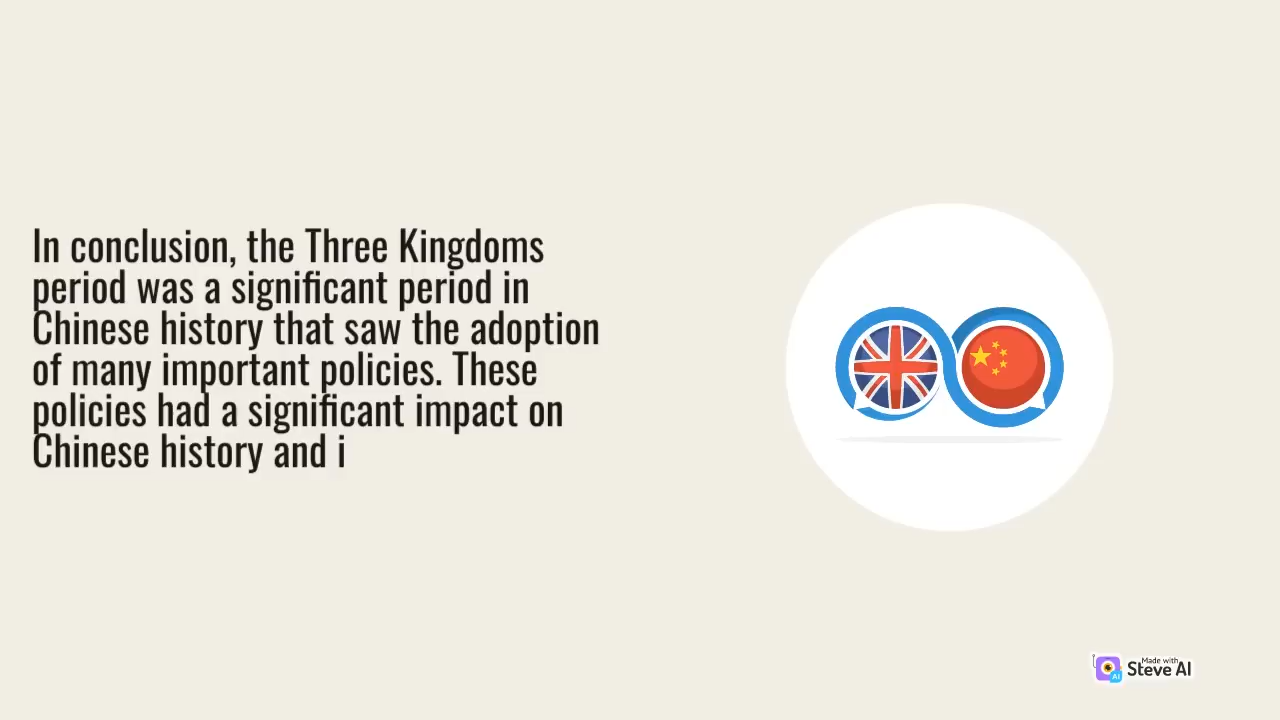 In conclusion, the Three Kingdoms
period was a significant period in
Chinese history that saw the adoption
of many important policies. These
policies had a significant impact on
Chinese history and i
Made with
Steve AI
AI